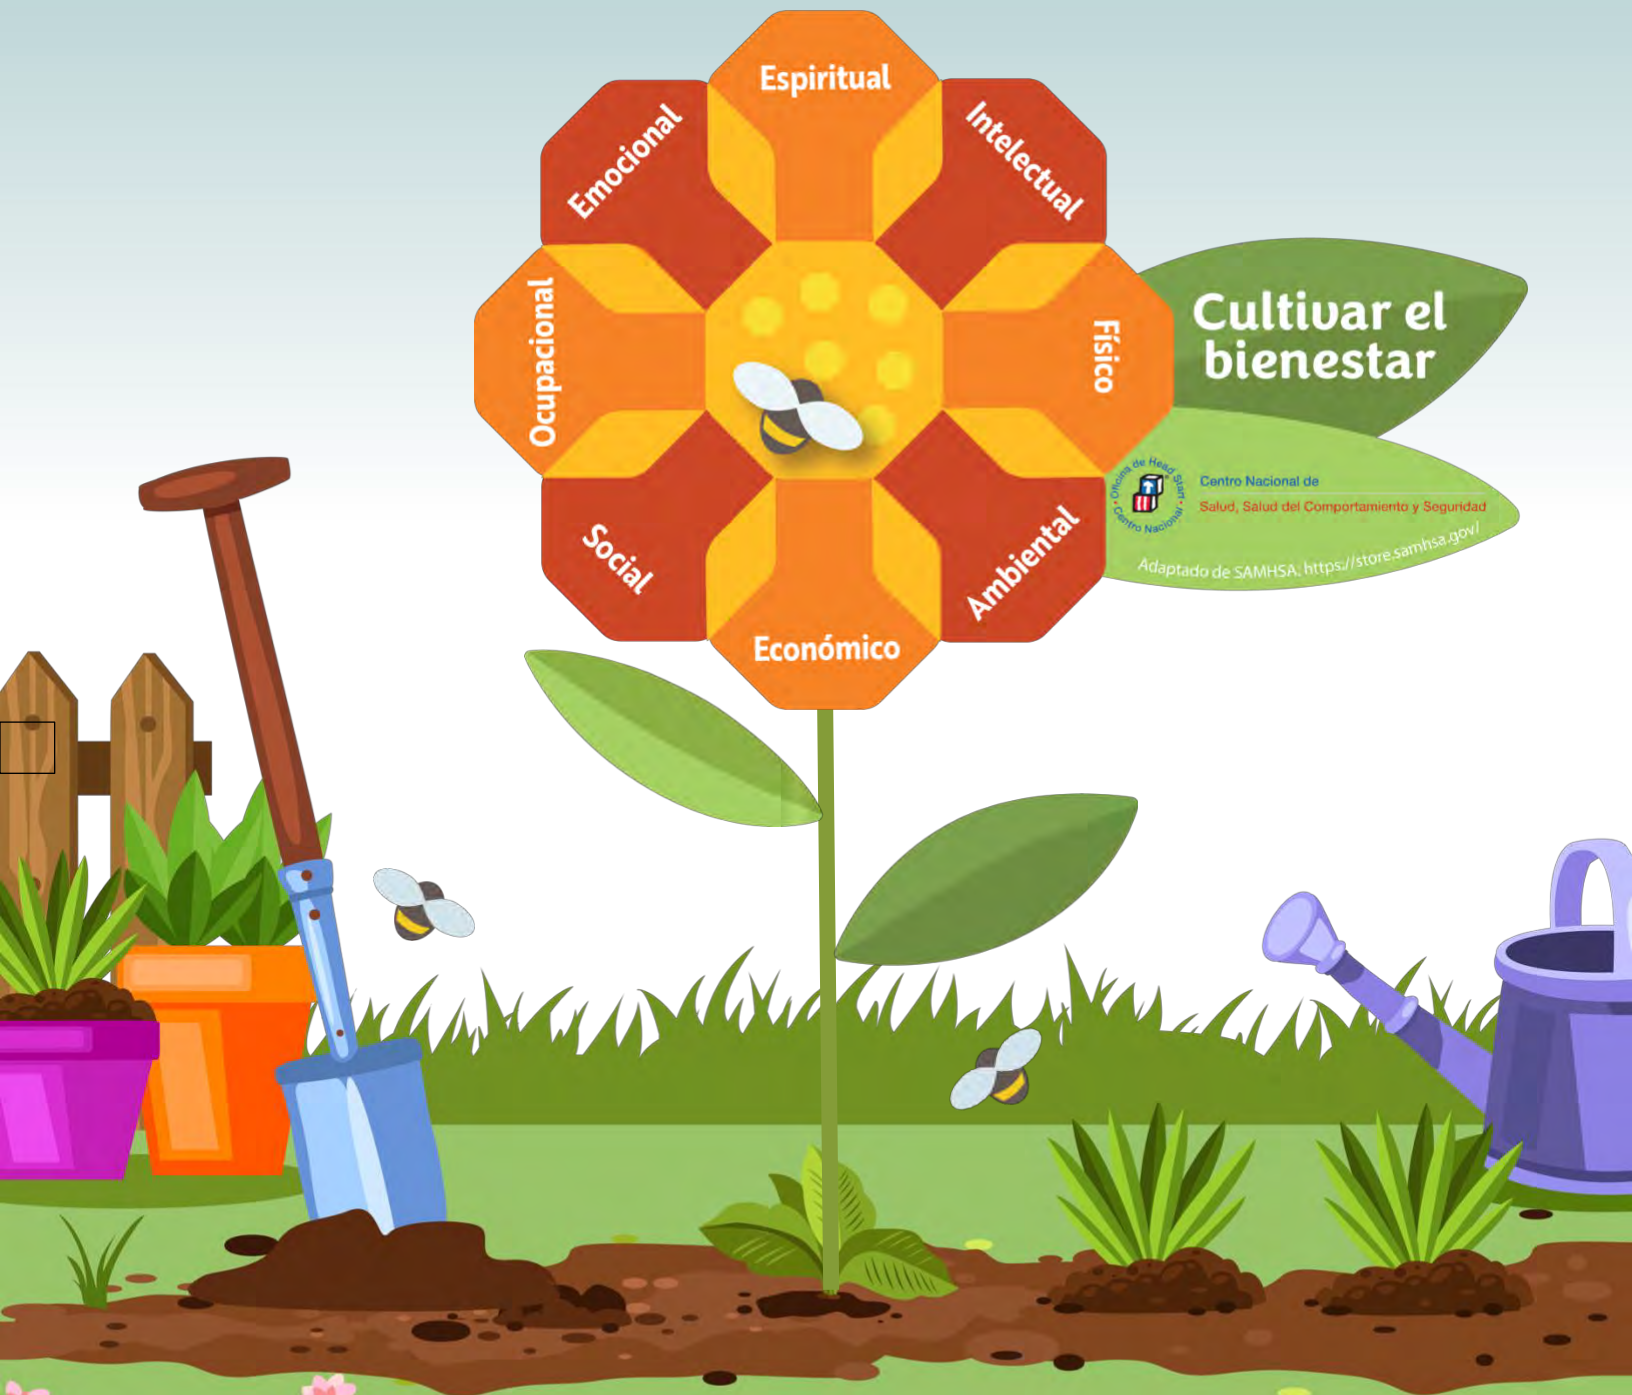 Espiritual
Emocional
Intelectual
Ocupacional
Físico
Cultivar el
bienestar
Social
Ambiental
Económico
Oficina de Head Start
Centro Nacional
Centro Nacional de
Salud, Salud del Comportamiento y Seguridad
Adaptado de SAMHSA: https://store.samhsa.gov/